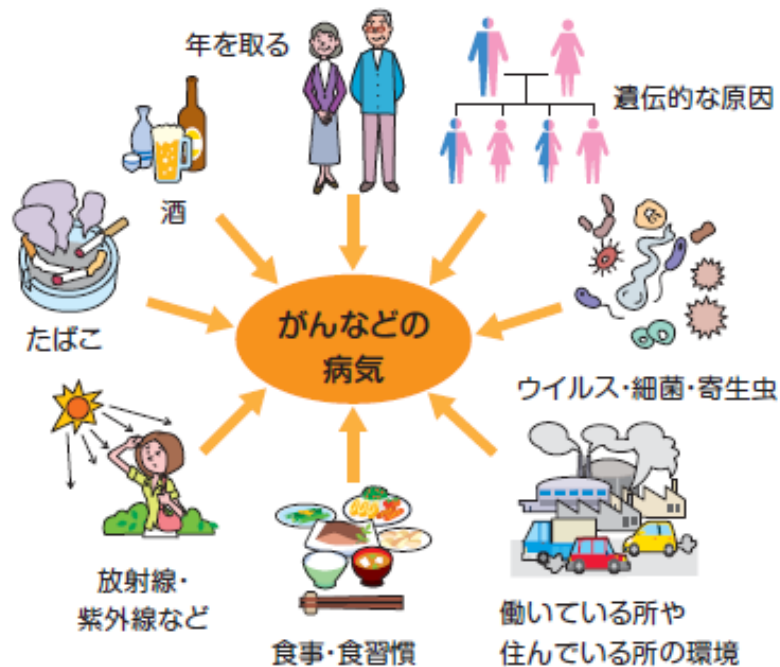 年を取る
遺伝的な原因
酒
たばこ
がんなどの
病気
ウイルス・細菌・寄生虫
放射線・
紫外線など
食事・食習慣
働いている所や
住んでいる所の環境